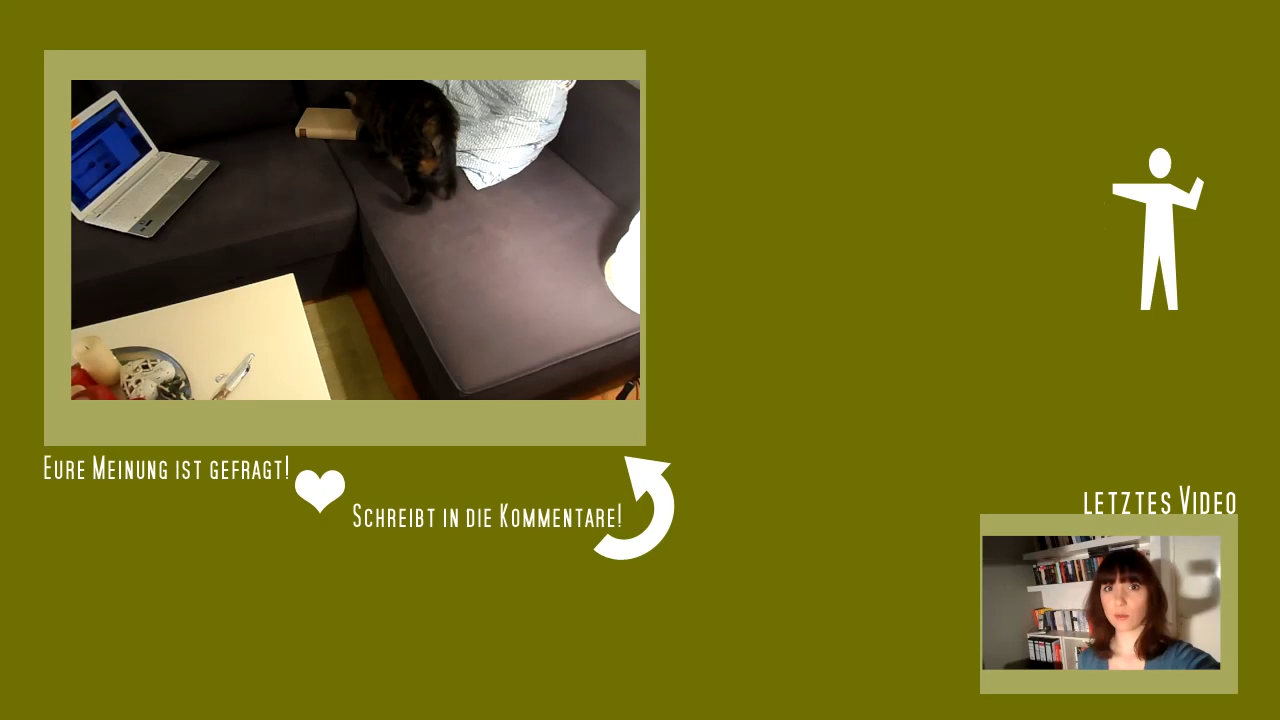 Eure Meinung ist gefragt!
Schreibt in die Kommentare!
letztes Video